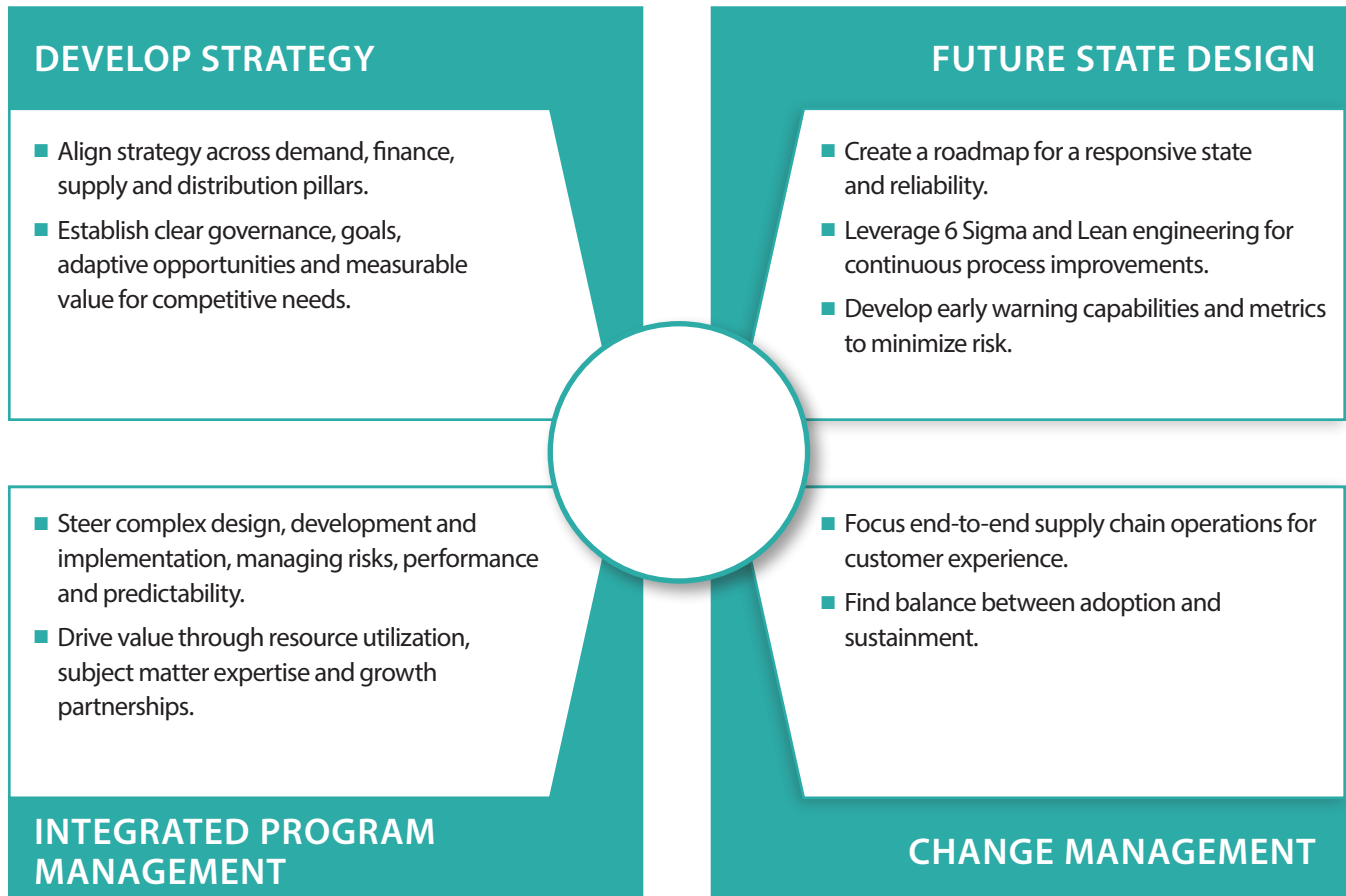 DEVELOP STRATEGY
■ Align strategy across demand, finance,
supply and distribution pillars.
■ Establish clear governance, goals,
adaptive opportunities and measurable
value for competitive needs.
FUTURE STATE DESIGN
■ Create a roadmap for a responsive state
and reliability.
■ Leverage 6 Sigma and Lean engineering for
continuous process improvements.
■ Develop early warning capabilities and metrics
to minimize risk.
■ Steer complex design, development and
implementation, managing risks, performance
and predictability.
■ Drive value through resource utilization,
subject matter expertise and growth
partnerships.
INTEGRATED PROGRAM
MANAGEMENT
■ Focus end-to-end supply chain operations for
customer experience.
■ Find balance between adoption and
sustainment.
CHANGE MANAGEMENT